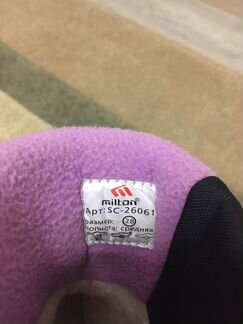 milton
Арт: SC-26061
размер: 28
полнота: средняя